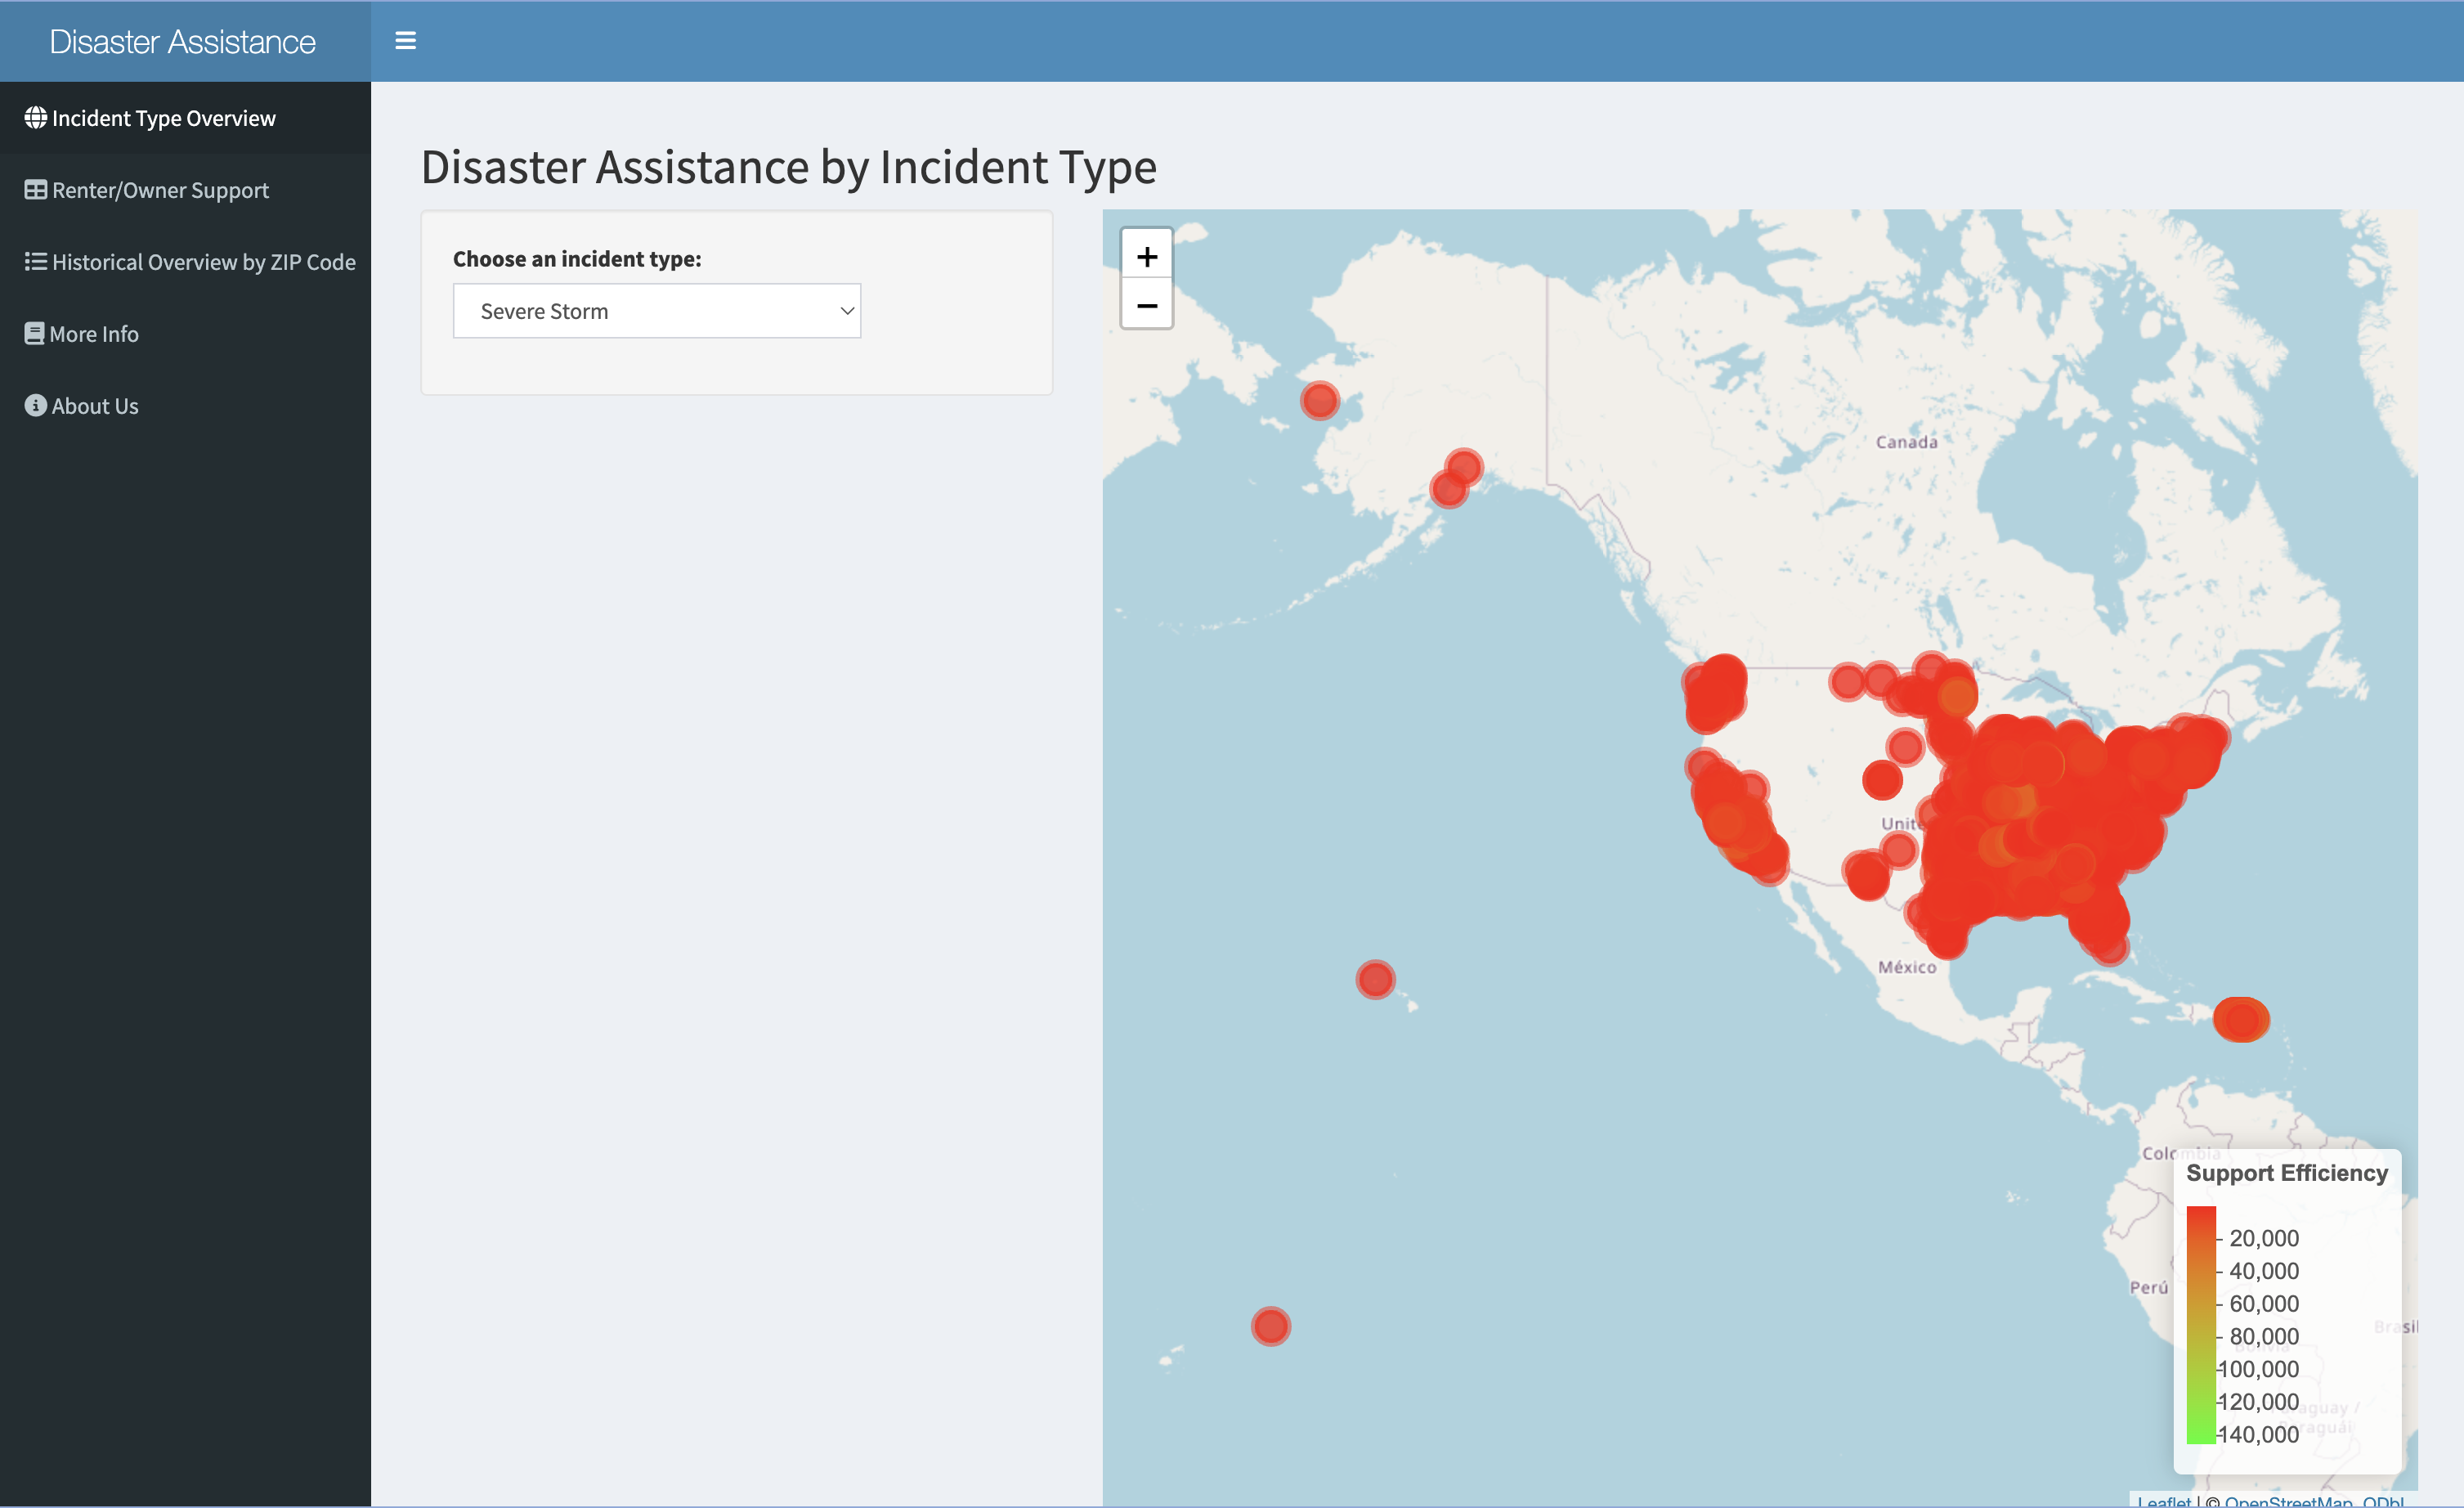 Disaster Assistance
Incident Type Overview
Renter/Owner Support
Historical Overview by ZIP Code
More Info
About Us
Disaster Assistance by Incident Type
Choose an incident type:
Severe Storm
+
−
Canada
Unite
México
Colombia
Perú
Brasil
Bolivia
Support Efficiency
20,000
40,000
60,000
80,000
100,000
120,000
140,000
Leaflet | © OpenStreetMap, ODbL